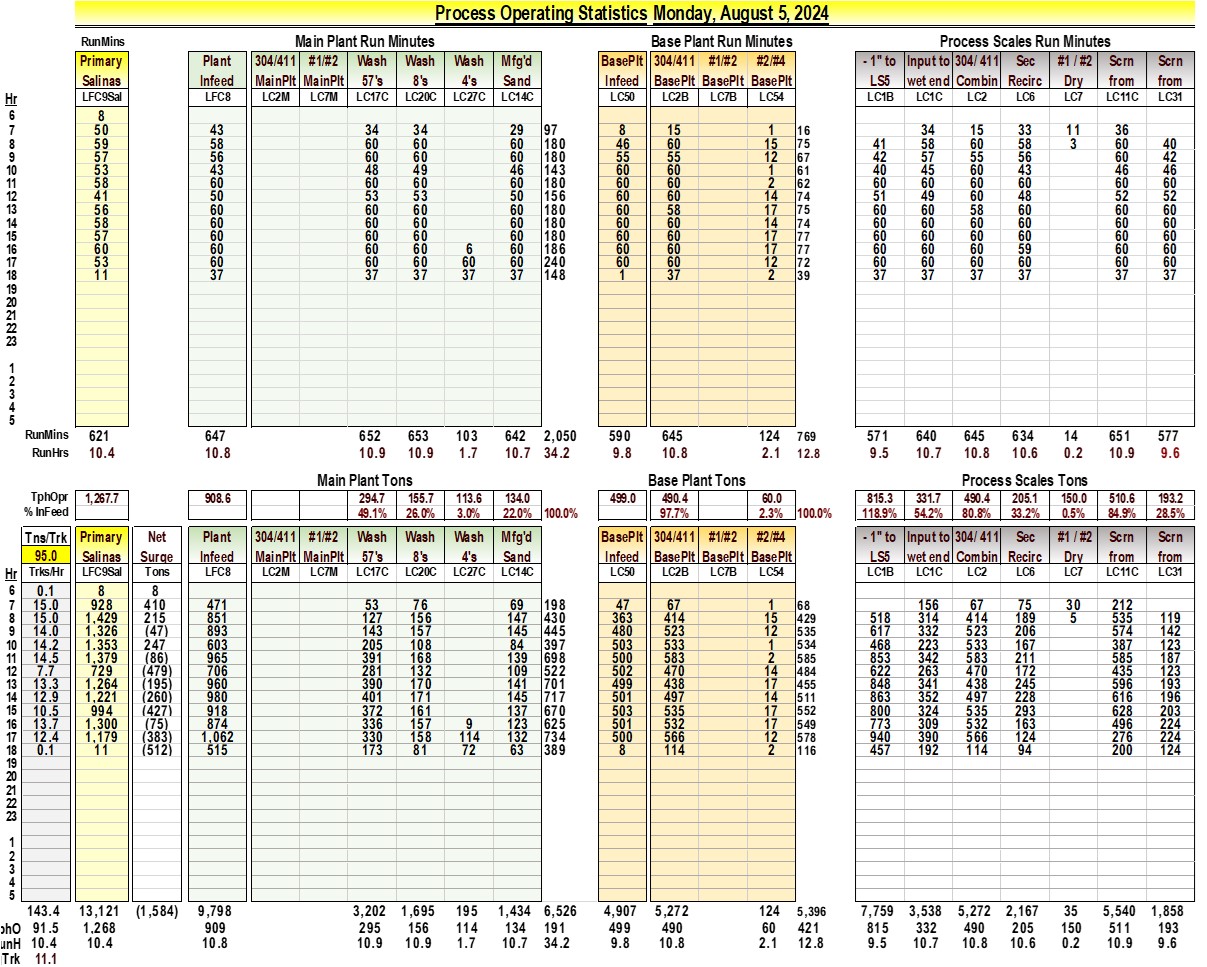 Process Operating Statistics Monday, August 5, 2024
RunMins Main Plant Run Minutes Base Plant Run Minutes Process Scales Run Minutes
Primary Plant 304/411 #1/#2 Wash Wash Wash Mfg'd BasePlt 304/411 #1/#2 #2/#4 - 1" to Input to 304/ 411 Sec #1 / #2 Scrn Scrn
Salinas Infeed MainPlt MainPlt 57's 8's 4's Sand Infeed BasePlt BasePlt BasePlt LS5 wet end Combin Recirc Dry from from
Hr LFC9Sal LFC8 LC2M LC7M LC17C LC20C LC27C LC14C LC50 LC2B LC7B LC54 LC1B LC1C LC2 LC6 LC7 LC11C LC31
6 8
7 50 43 34 34 29 97 8 15 1 16 34 15 33 11 36
8 59 58 60 60 60 180 46 60 15 75 41 58 60 58 3 60 40
9 57 56 60 60 60 180 55 55 12 67 42 57 55 56 60 42
10 53 43 48 49 46 143 60 60 1 61 40 45 60 43 46 46
11 58 60 60 60 60 180 60 60 2 62 60 60 60 60 60 60
12 41 50 53 53 50 156 60 60 14 74 51 49 60 48 52 52
13 56 60 60 60 60 180 60 58 17 75 60 60 58 60 60 60
14 58 60 60 60 60 180 60 60 14 74 60 60 60 60 60 60
15 57 60 60 60 60 180 60 60 17 77 60 60 60 60 60 60
16 60 60 60 60 6 60 186 60 60 17 77 60 60 60 59 60 60
17 53 60 60 60 60 60 240 60 60 12 72 60 60 60 60 60 60
18 11 37 37 37 37 37 148 1 37 2 39 37 37 37 37 37 37
19
20
21
22
23
1
2
3
4
5
RunMins 621 647 652 653 103 642 2,050 590 645 124 769 571 640 645 634 14 651 577
RunHrs 10.4 10.8 10.9 10.9 1.7 10.7 34.2 9.8 10.8 2.1 12.8 9.5 10.7 10.8 10.6 0.2 10.9 9.6
Main Plant Tons Base Plant Tons Process Scales Tons
TphOpr 1,267.7 908.6 294.7 155.7 113.6 134.0 499.0 490.4 60.0 815.3 331.7 490.4 205.1 150.0 510.6 193.2
% InFeed 49.1% 26.0% 3.0% 22.0% 100.0% 97.7% 2.3% 100.0% 118.9% 54.2% 80.8% 33.2% 0.5% 84.9% 28.5%
Tns/Trk Primary Net Plant 304/411 #1/#2 Wash Wash Wash Mfg'd BasePlt 304/411 #1/#2 #2/#4 - 1" to Input to 304/ 411 Sec #1 / #2 Scrn Scrn
95.0 Salinas Surge Infeed MainPlt MainPlt 57's 8's 4's Sand Infeed BasePlt BasePlt BasePlt LS5 wet end Combin Recirc Dry from from
Hr Trks/Hr LFC9Sal Tons LFC8 LC2M LC7M LC17C LC20C LC27C LC14C LC50 LC2B LC7B LC54 LC1B LC1C LC2 LC6 LC7 LC11C LC31
6 0.1 8 8
7 15.0 928 410 471 53 76 69 198 47 67 1 68 156 67 75 30 212
8 15.0 1,429 215 851 127 156 147 430 363 414 15 429 518 314 414 189 5 535 119
9 14.0 1,326 (47) 893 143 157 145 445 480 523 12 535 617 332 523 206 574 142
10 14.2 1,353 247 603 205 108 84 397 503 533 1 534 468 223 533 167 387 123
11 14.5 1,379 (86) 965 391 168 139 698 500 583 2 585 853 342 583 211 585 187
12 7.7 729 (479) 706 281 132 109 522 502 470 14 484 622 263 470 172 435 123
13 13.3 1,264 (195) 960 390 170 141 701 499 438 17 455 848 341 438 245 596 193
14 12.9 1,221 (260) 980 401 171 145 717 501 497 14 511 863 352 497 228 616 196
15 10.5 994 (427) 918 372 161 137 670 503 535 17 552 800 324 535 293 628 203
16 13.7 1,300 (75) 874 336 157 9 123 625 501 532 17 549 773 309 532 163 496 224
17 12.4 1,179 (383) 1,062 330 158 114 132 734 500 566 12 578 940 390 566 124 276 224
18 0.1 11 (512) 515 173 81 72 63 389 8 114 2 116 457 192 114 94 200 124
19
20
21
22
23
1
2
3
4
5
143.4 13,121 (1,584) 9,798 3,202 1,695 195 1,434 6,526 4,907 5,272 124 5,396 7,759 3,538 5,272 2,167 35 5,540 1,858
phO 91.5 1,268 909 295 156 114 134 191 499 490 60 421 815 332 490 205 150 511 193
unH 10.4 10.4 10.8 10.9 10.9 1.7 10.7 34.2 9.8 10.8 2.1 12.8 9.5 10.7 10.8 10.6 0.2 10.9 9.6
Trk 11.1